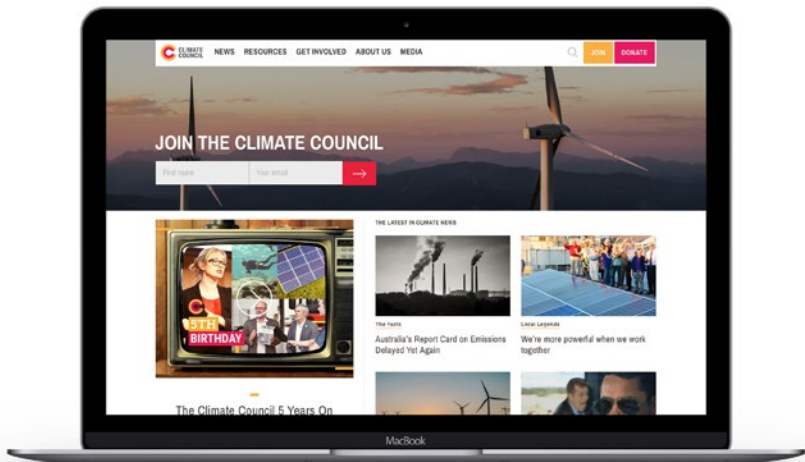 CLIMATE
COUNCIL
NEWS
RESOURCES
GET INVOLVED
ABOUT US
MEDIA
JOIN
DONATE
JOIN THE CLIMATE COUNCIL
First name
Your email
THE LATEST IN CLIMATE NEWS
5TH
BIRTHDAY
The Facts
Australia's Report Card on Emissions
Delayed Yet Again
Local Legends
We're more powerful when we work
together
The Climate Council 5 Years On
MacBook